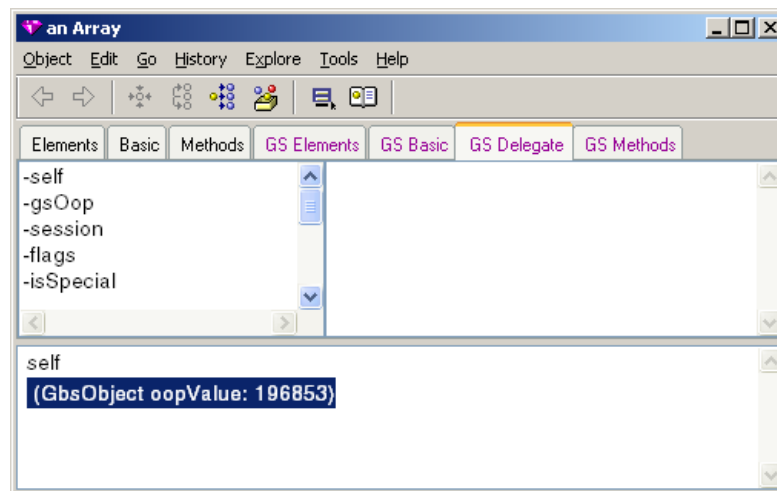 an Array
Object Edit Go History Explore Tools Help
Elements Basic Methods GS Elements GS Basic GS Delegate GS Methods
-self
-gsOop
-session
-flags
-isSpecial
self
(GbsObject oopValue: 196853)